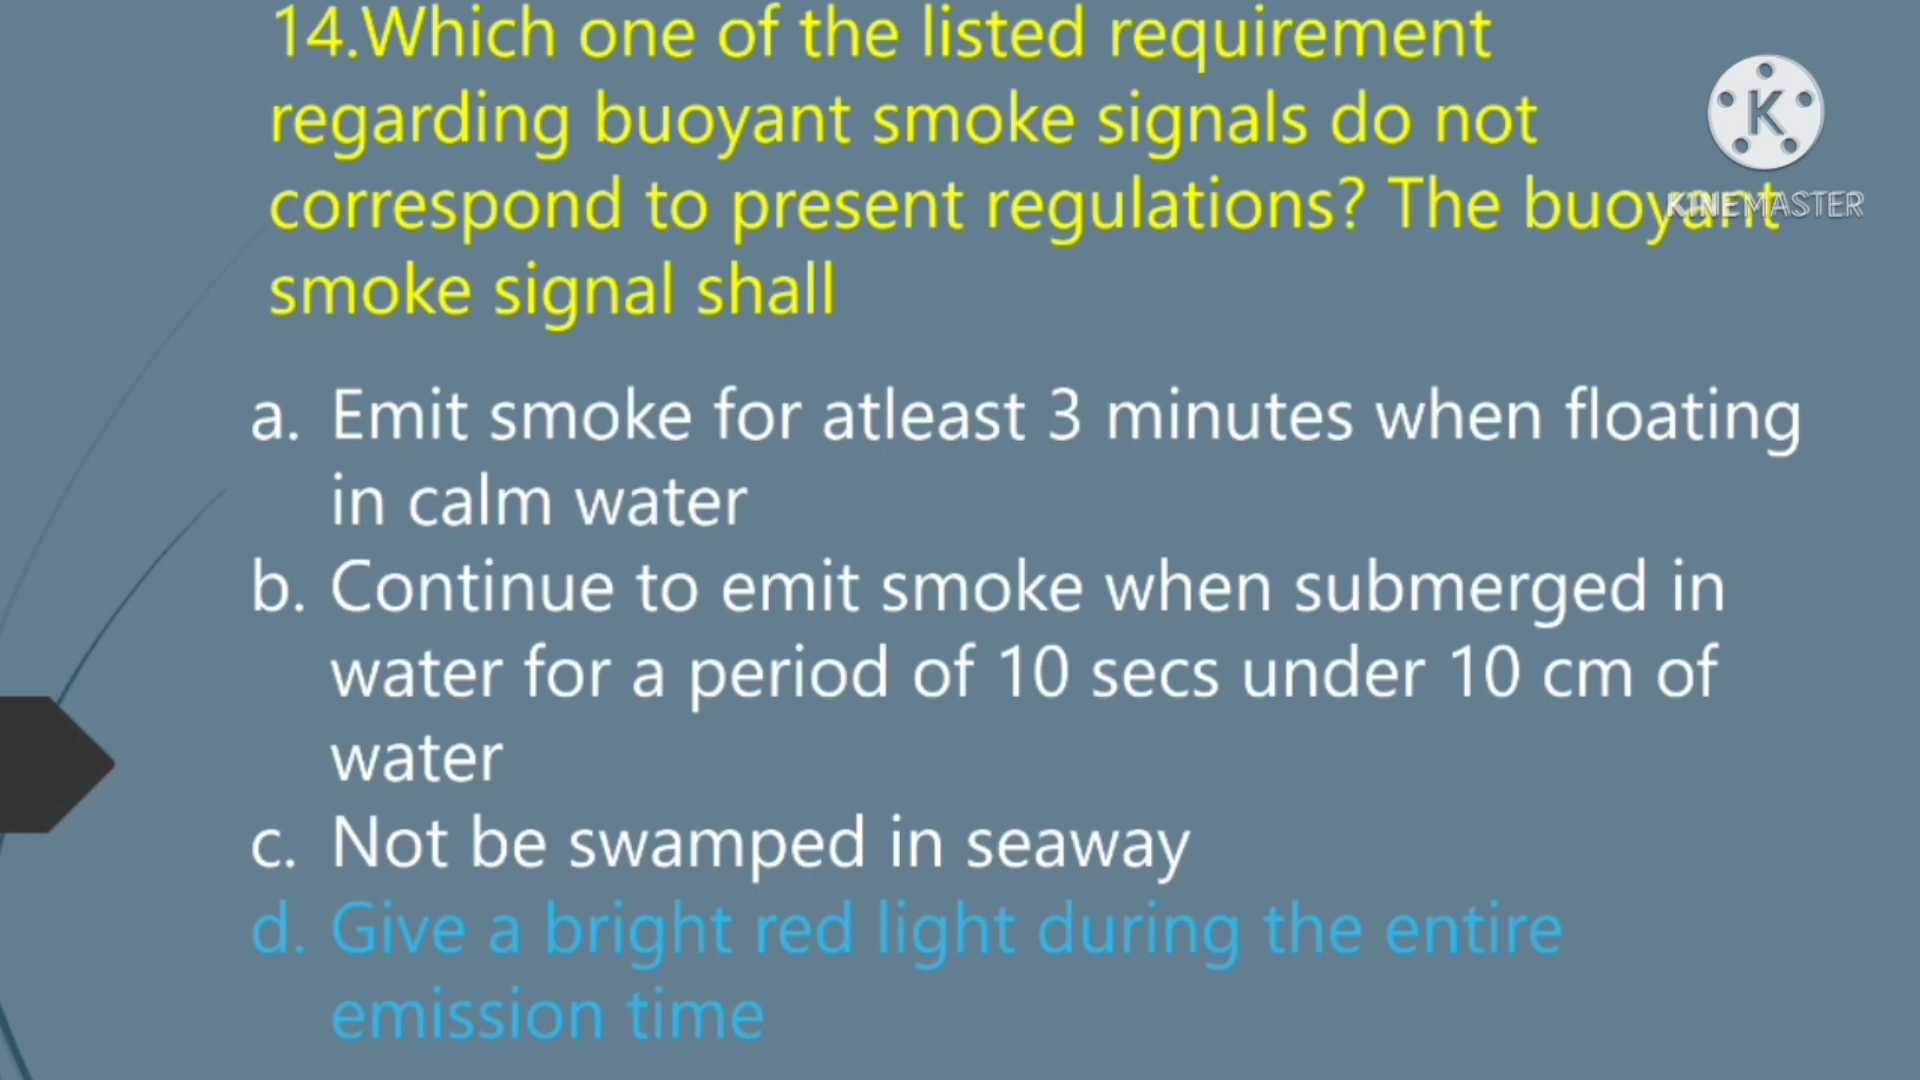 14.Which one of the listed requirement
regarding buoyant smoke signals do not
correspond to present regulations? The buoyant
smoke signal shall
K
KINEMASTER
a. Emit smoke for atleast 3 minutes when floating
in calm water
b. Continue to emit smoke when submerged in
water for a period of 10 secs under 10 cm of
water
c. Not be swamped in seaway
d. Give a bright red light during the entire
emission time